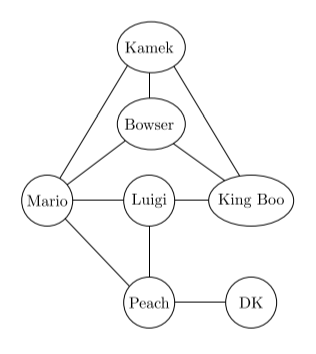 Kamek
Bowser
Mario
Luigi
King Boo
Peach
DK